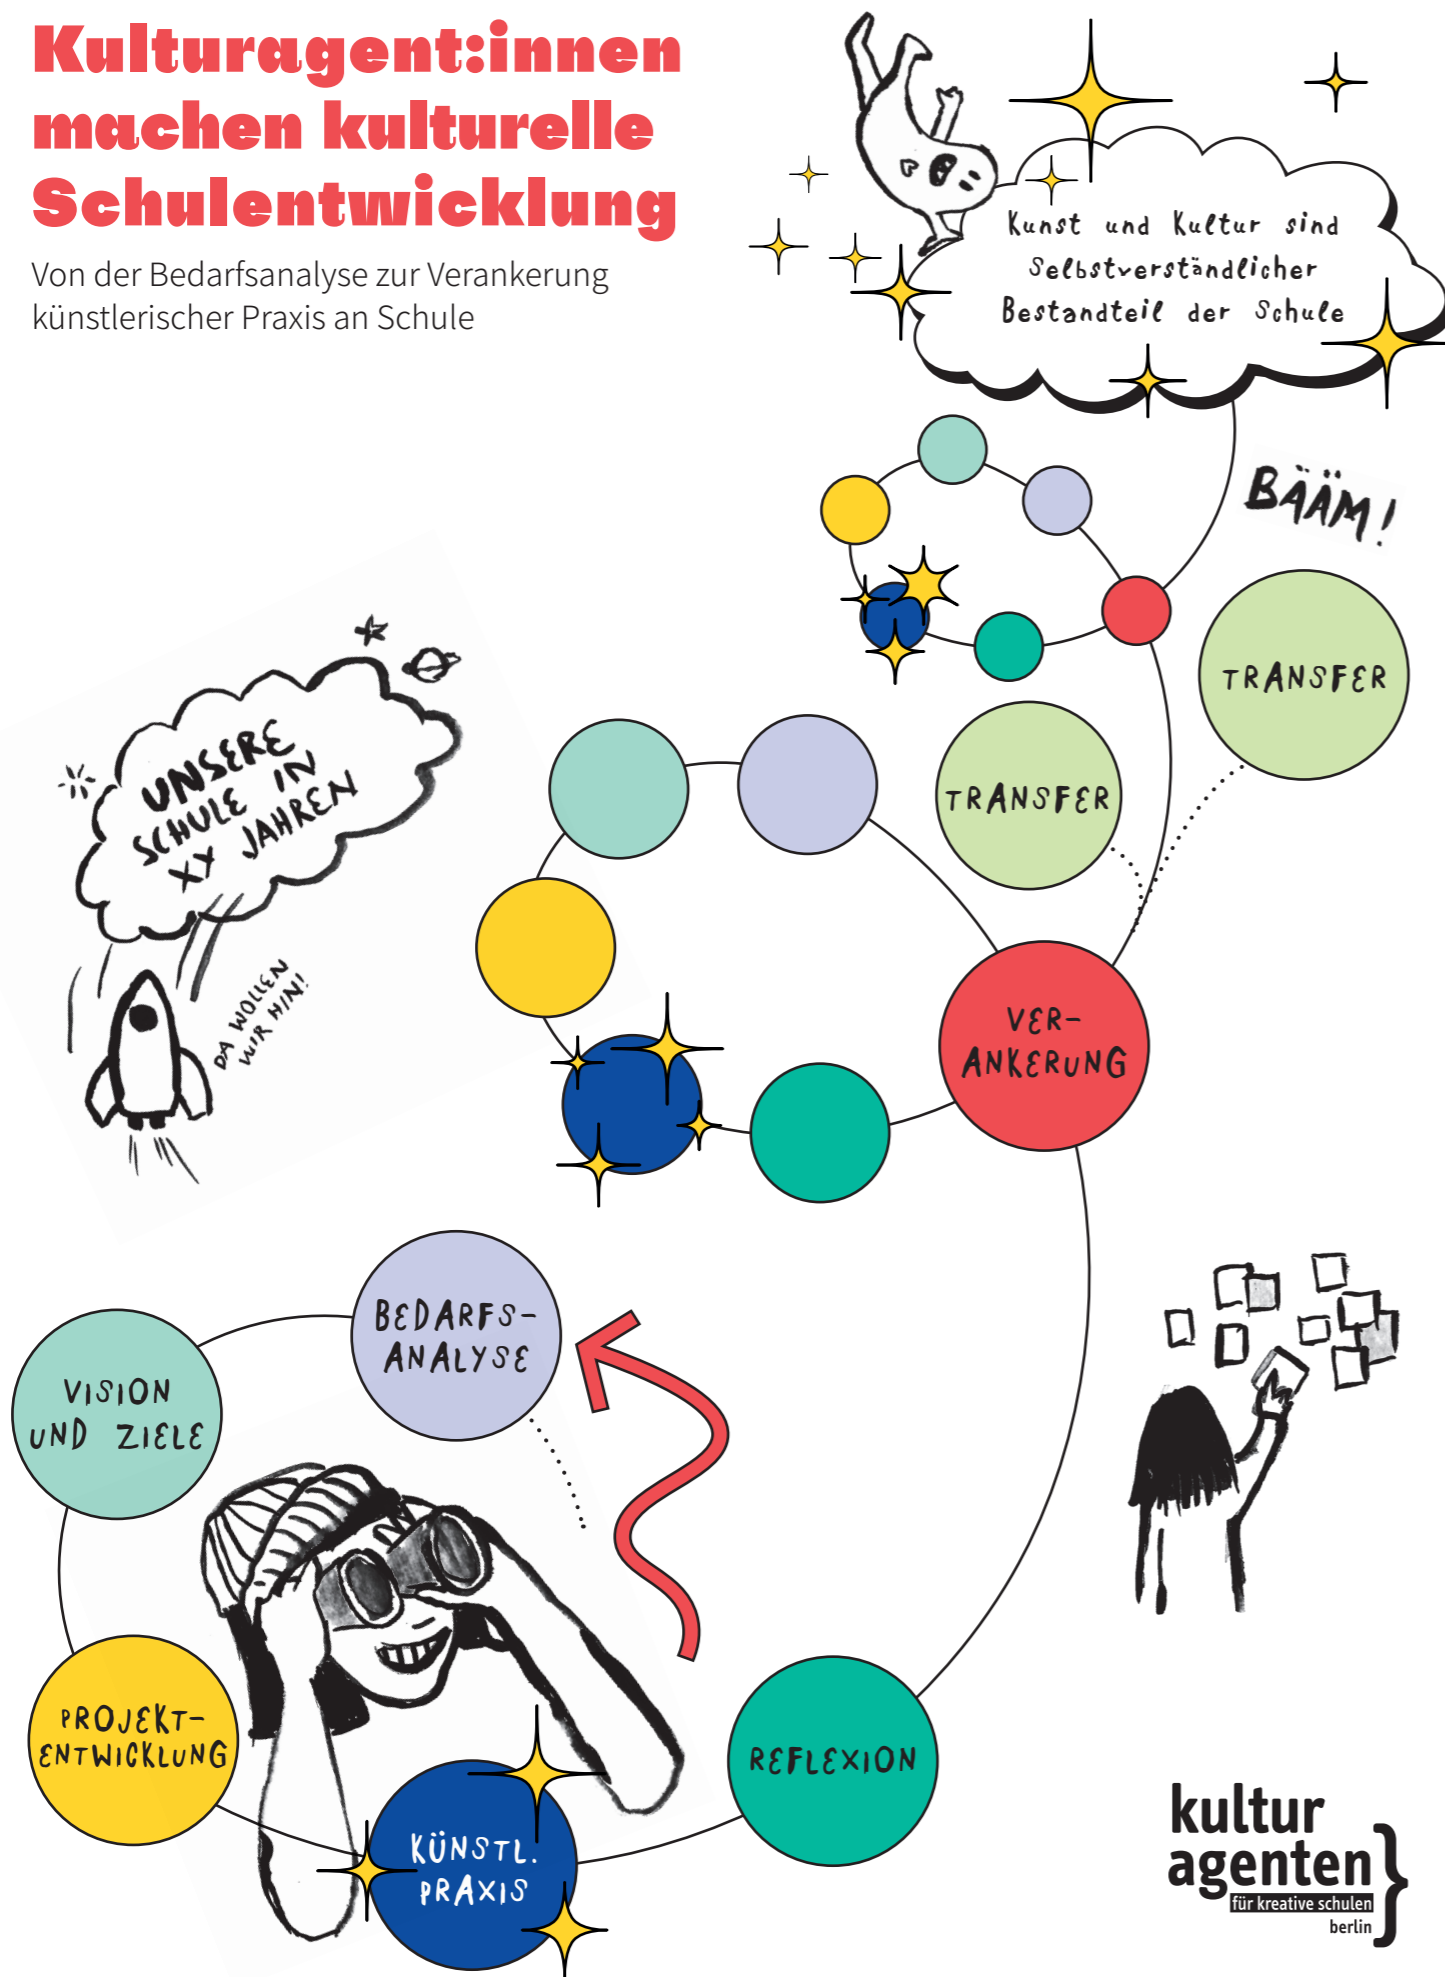 Kulturagent:innen
machen kulturelle
Schulentwicklung
Von der Bedarfsanalyse zur Verankerung
künstlerischer Praxis an Schule
Kunst und Kultur sind
Selbstverständlicher
Bestandteil der Schule
BÄÄM!
TRANSFER
TRANSFER
UNSERE
SCHULE IN
XY JAHREN
DA WOLLEN
WIR HIN!
VER-
ANKERUNG
BEDARFS-
ANALYSE
VISION
UND ZIELE
PROJEKT-
ENTWICKLUNG
KÜNSTL.
PRAXIS
REFLEXION
kultur
agenten
für kreative schulen
berlin